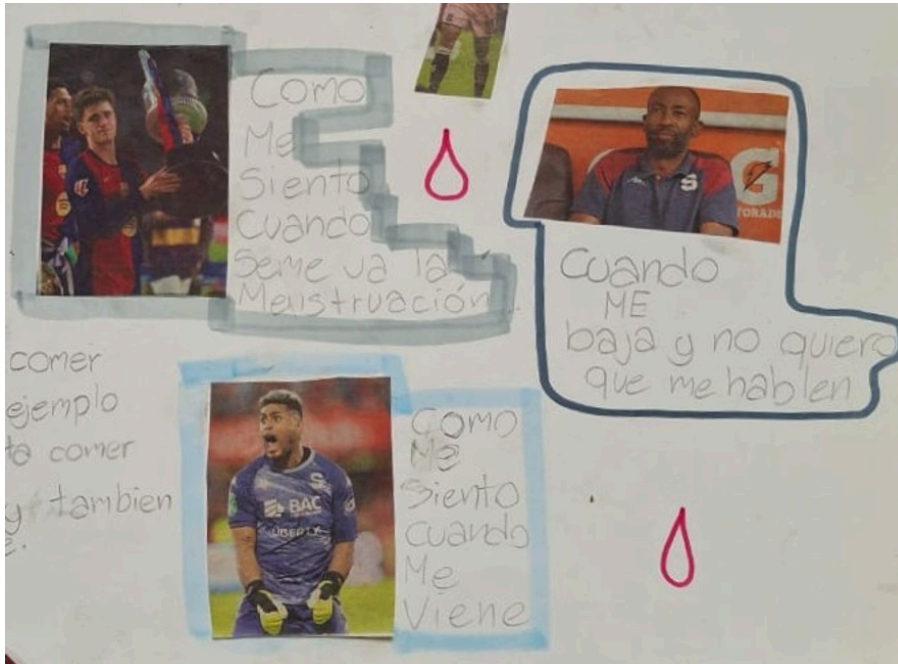 Como
Me
Siento
Cuando
Seme va la
Menstruación...
S
G
TORADE
Cuando
ME
baja y no quiero
que me hablen
comer
ejemplo
comer
y tambien
S
BAC
LIBERTY
Como
Me
Siento
Cuando
Me
Viene